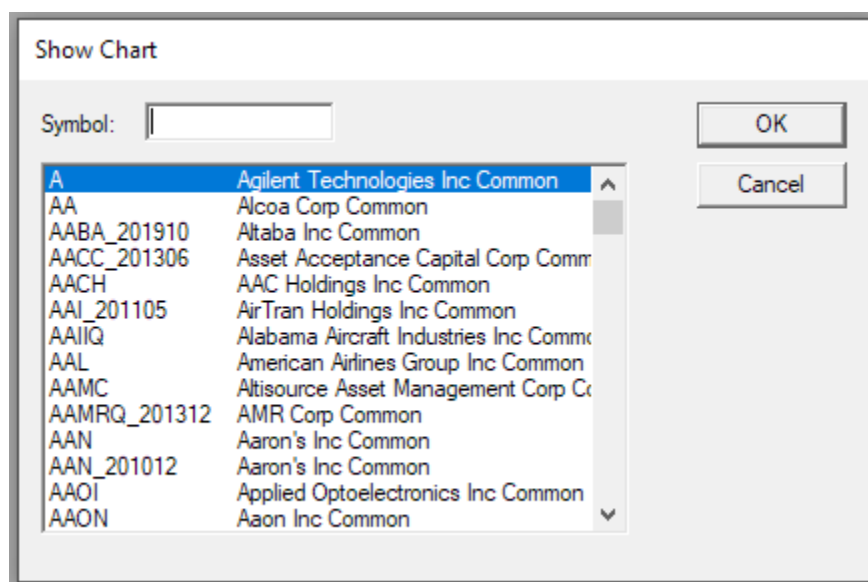 Show Chart
Symbol:
OK
Cancel
A Agilent Technologies Inc Common
AA Alcoa Corp Common
AABA_201910 Altaba Inc Common
AACC_201306 Asset Acceptance Capital Corp Comm
AACH AAC Holdings Inc Common
AAI_201105 AirTran Holdings Inc Common
AAIIQ Alabama Aircraft Industries Inc Commo
AAL American Airlines Group Inc Common
AAMC Altisource Asset Management Corp Co
AAMRQ_201312 AMR Corp Common
AAN Aaron's Inc Common
AAN_201012 Aaron's Inc Common
AAOI Applied Optoelectronics Inc Common
AAON Aaon Inc Common